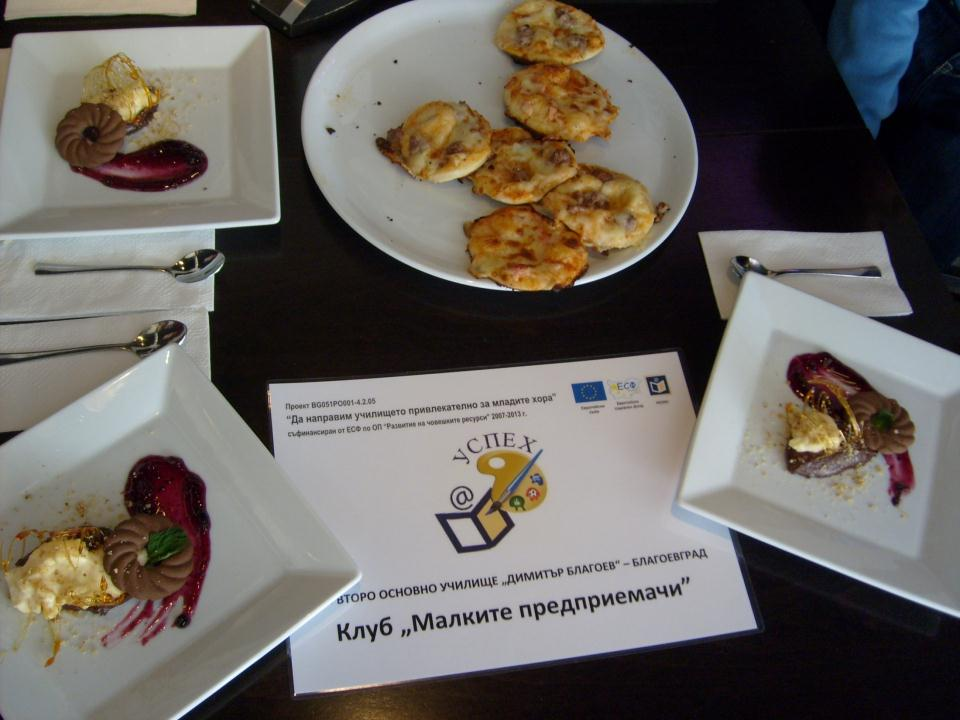 Проект BG051PO001-4.2.05
“Да направим училището привлекателно за младите хора”
съфинансиран от ЕСФ по ОП “Развитие на човешките ресурси” 2007-2013 г.
ЕСФ
УСПЕХ
@
ВТОРО ОСНОВНО УЧИЛИЩЕ „ДИМИТЪР БЛАГОЕВ“ – БЛАГОЕВГРАД
Клуб „Малките предприемачи”